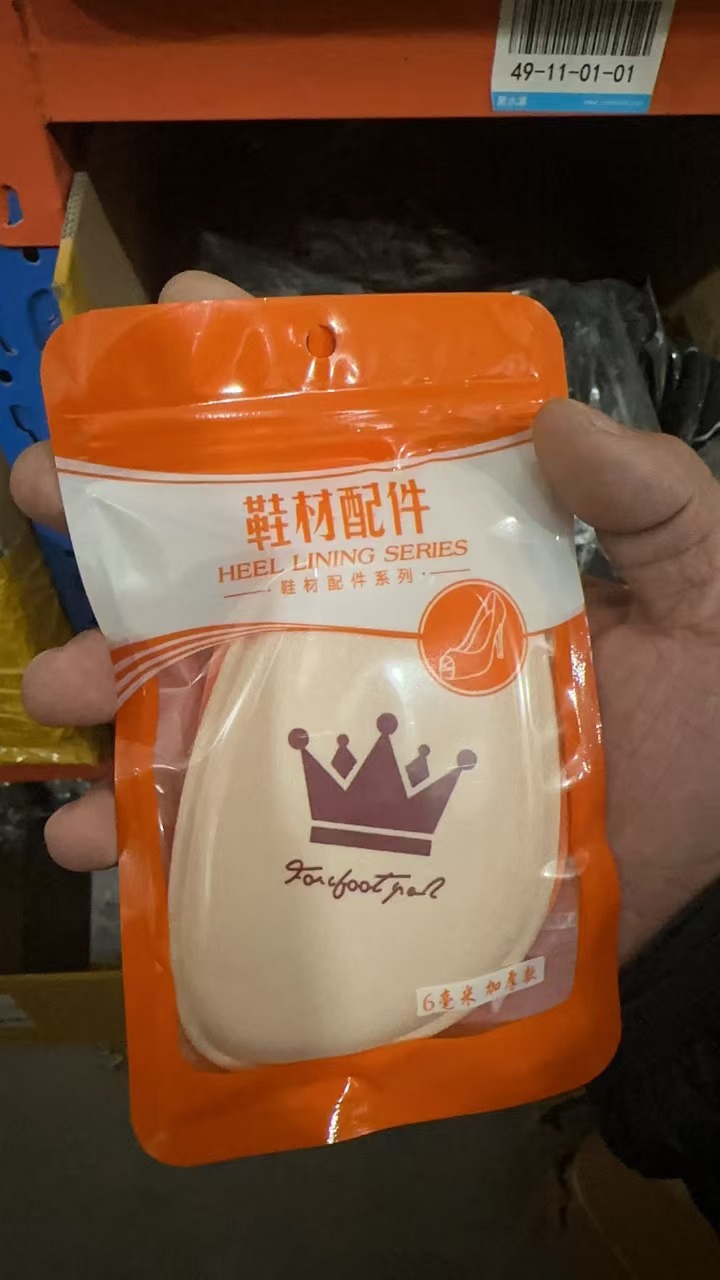 49-11-01-01
鞋材配件
HEEL LINING SERIES
鞋材配件系列
Forefoot pad
6毫米 加厚款